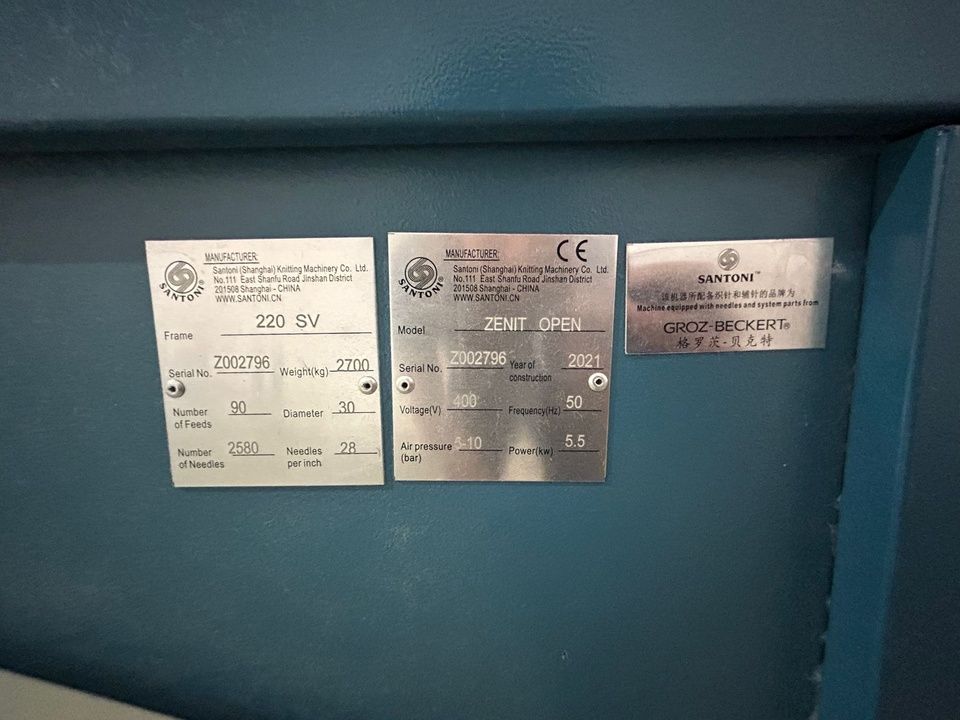 MANUFACTURER:
Santoni (Shanghai) Knitting Machinery Co. Ltd.
No.111 East Shanfu Road Jinshan District
201508 Shanghai - CHINA
WWW.SANTONI.CN
SANTONI®
Frame 220 SV
Serial No. Z002796 Weight(kg) 2700
Number of Feeds 90 Diameter 30
Number of Needles 2580 Needles per inch 28
MANUFACTURER: CE
Santoni (Shanghai) Knitting Machinery Co. Ltd.
No.111 East Shanfu Road Jinshan District
201508 Shanghai - CHINA
WWW.SANTONI.CN
SANTONI®
Model ZENIT OPEN
Serial No. Z002796 Year of construction 2021
Voltage(V) 400 Frequency(Hz) 50
Air pressure (bar) 6-10 Power(kw) 5.5
SANTONI™
该机器所配备织针和辅针的品牌为
Machine equipped with needles and system parts from
GROZ-BECKERT®
格罗茨-贝克特